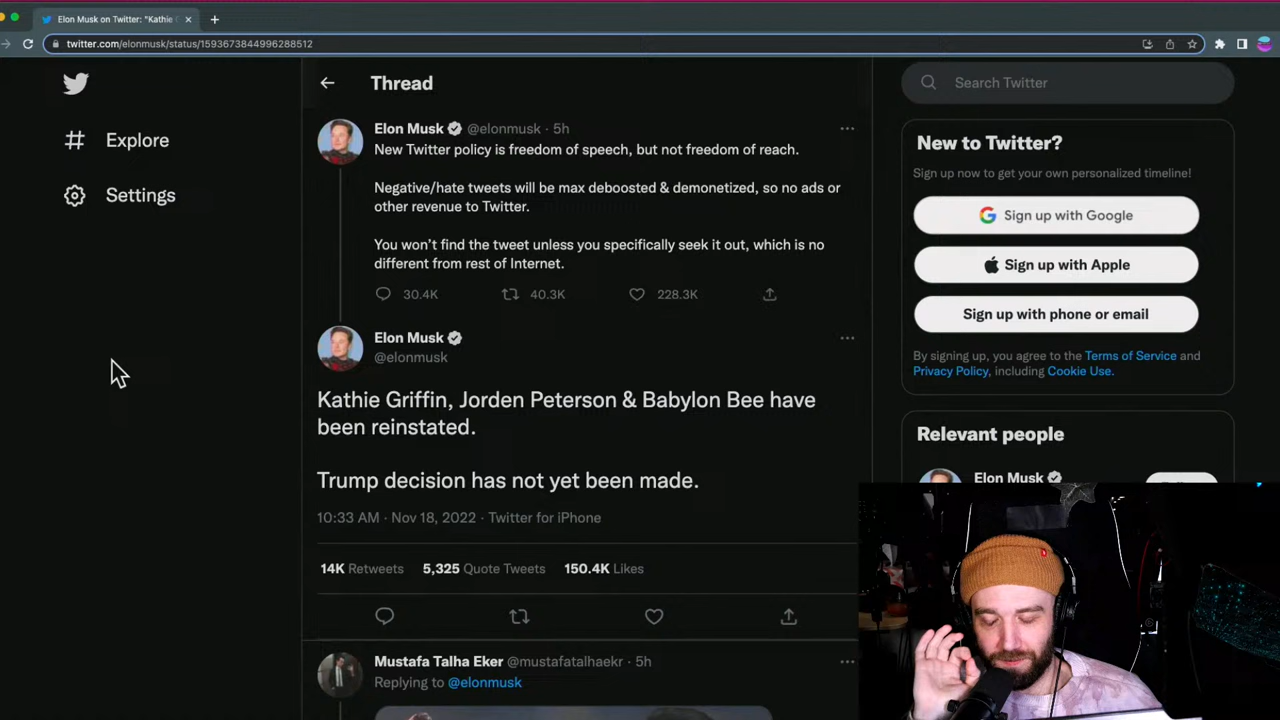 Elon Musk on Twitter: "Kathie G
twitter.com/elonmusk/status/1593673844996288512
Explore
Settings
Thread
Elon Musk @elonmusk · 5h
New Twitter policy is freedom of speech, but not freedom of reach.
Negative/hate tweets will be max deboosted & demonetized, so no ads or
other revenue to Twitter.
You won’t find the tweet unless you specifically seek it out, which is no
different from rest of Internet.
30.4K 40.3K 228.3K
Elon Musk
@elonmusk
Kathie Griffin, Jorden Peterson & Babylon Bee have
been reinstated.
Trump decision has not yet been made.
10:33 AM · Nov 18, 2022 · Twitter for iPhone
14K Retweets 5,325 Quote Tweets 150.4K Likes
Mustafa Talha Eker @mustafatalhaekr · 5h
Replying to @elonmusk
Search Twitter
New to Twitter?
Sign up now to get your own personalized timeline!
Sign up with Google
Sign up with Apple
Sign up with phone or email
By signing up, you agree to the Terms of Service and
Privacy Policy, including Cookie Use.
Relevant people
Elon Musk